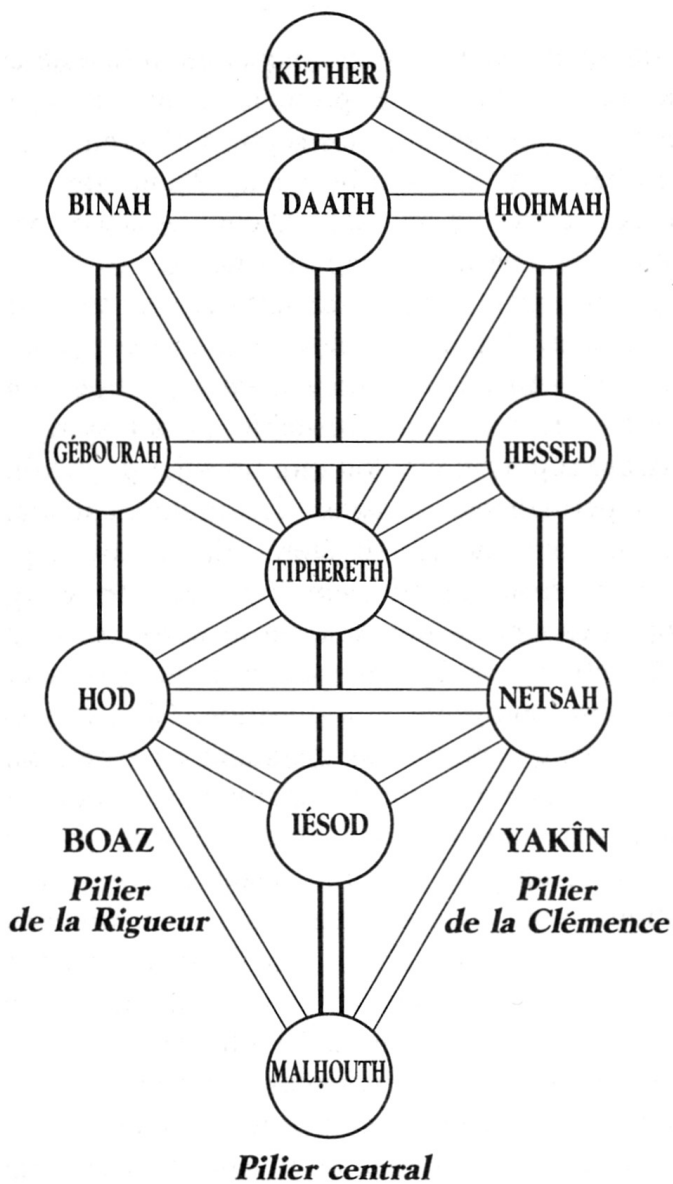 KÉTHER
BINAH DAATH ḤOḤMAH
GÉBOURAH ḤESSED
TIPHÉRETH
HOD NETSAḤ
IÉSOD
BOAZ YAKÎN
Pilier Pilier
de la Rigueur de la Clémence
MALḤOUTH
Pilier central